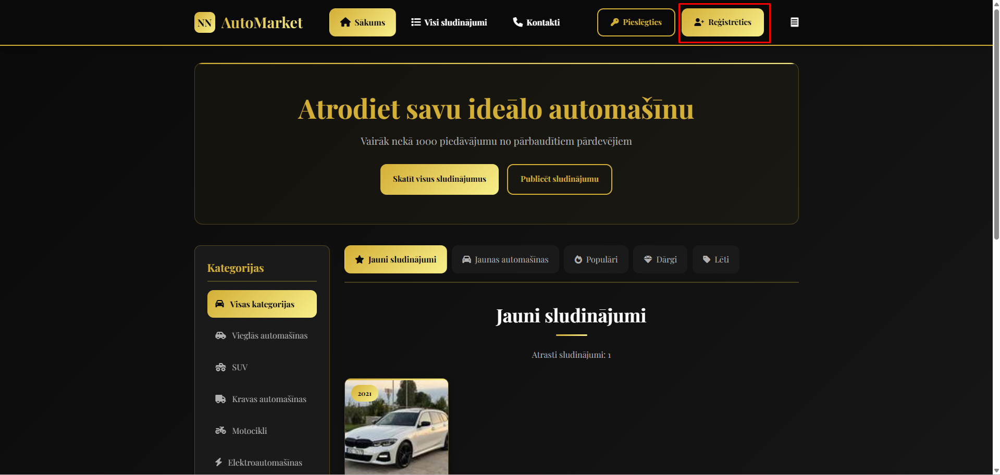 NN AutoMarket
Sākums
Visi sludinājumi
Kontakti
Pieslēgties
Reģistrēties
Atrodiet savu ideālo automašīnu
Vairāk nekā 1000 piedāvājumu no pārbaudītiem pārdevējiem
Skatīt visus sludinājumus
Publicēt sludinājumu
Kategorijas
Visas kategorijas
Vieglās automašīnas
SUV
Kravas automašīnas
Motocikli
Elektroautomašīnas
Jauni sludinājumi
Jaunas automašīnas
Populāri
Dārgi
Lēti
Jauni sludinājumi
Atrasti sludinājumi: 1
2021